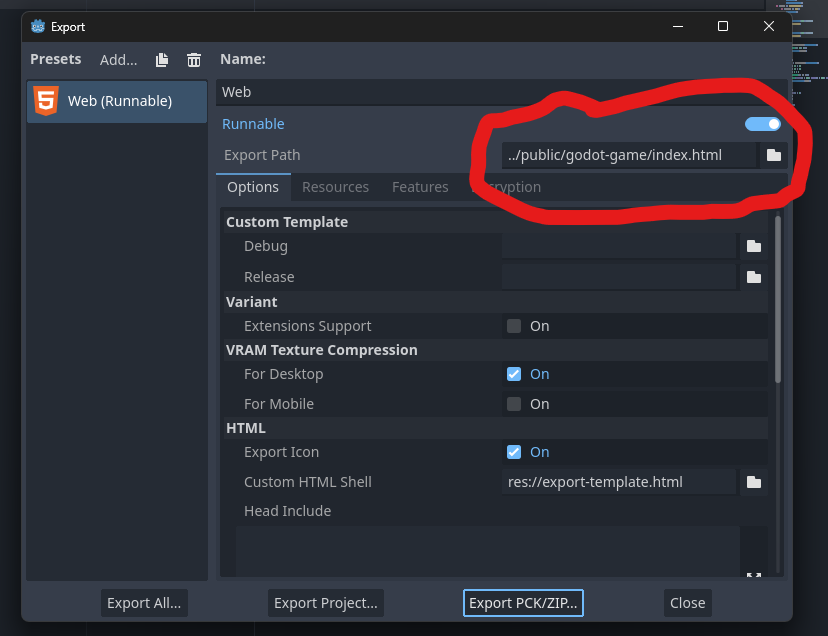 Export
Presets Add... Name:
Web (Runnable)
Web
Runnable
Export Path ../public/godot-game/index.html
Options Resources Features
Custom Template
Debug
Release
Variant
Extensions Support On
VRAM Texture Compression
For Desktop On
For Mobile On
HTML
Export Icon On
Custom HTML Shell res://export-template.html
Head Include
Export All... Export Project... Export PCK/ZIP... Close